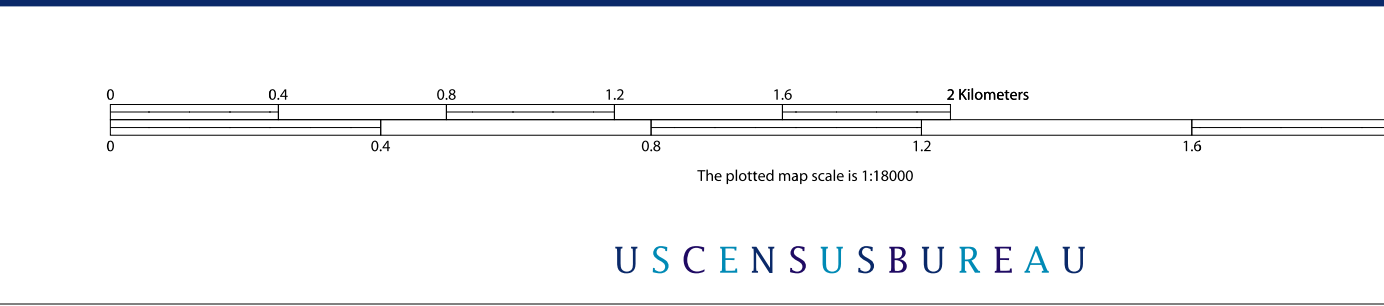 0 0.4 0.8 1.2 1.6 2 Kilometers
0 0.4 0.8 1.2 1.6
The plotted map scale is 1:18000
USCENSUSBUREAU